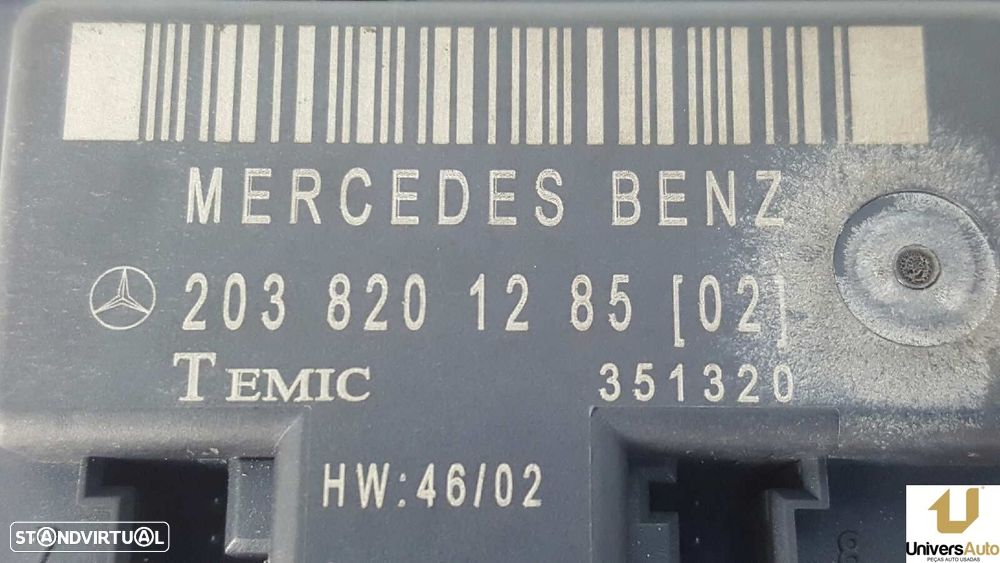 MERCEDES BENZ
203 820 12 85 [02]
TEMIC 351320
HW:46/02
STANDVIRTUAL
UniversAuto
PEÇAS AUTO USADAS